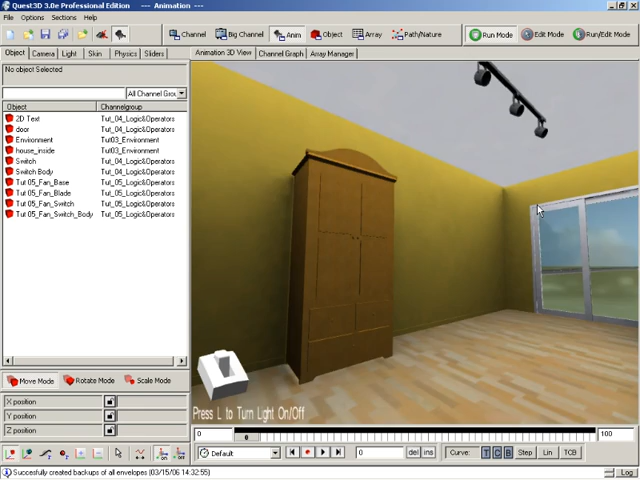 Quest3D 3.0e Professional Edition --- Animation ---
File Options Sections Help
Channel Big Channel Anim Object Array Path/Nature Run Mode Edit Mode Run/Edit Mode
Object Camera Light Skin Physics Sliders Animation 3D View Channel Graph Array Manager
No object Selected
All Channel Grou
Object Channelgroup
2D Text Tut_04_Logic&Operators
door Tut_04_Logic&Operators
Environment Tut03_Environment
house_inside Tut03_Environment
Switch Tut_04_Logic&Operators
Switch Body Tut_04_Logic&Operators
Tut 05_Fan_Base Tut_05_Logic&Operators
Tut 05_Fan_Blade Tut_05_Logic&Operators
Tut 05_Fan_Switch Tut_05_Logic&Operators
Tut 05_Fan_Switch_Body Tut_05_Logic&Operators
Move Mode Rotate Mode Scale Mode
Press L to Turn Light On/Off
X position
Y position
Z position
0 0 100
Default 0 del ins Curve: T C B Step Lin TCB
on off
Succesfully created backups of all envelopes (03/15/06 14:32:55) Log